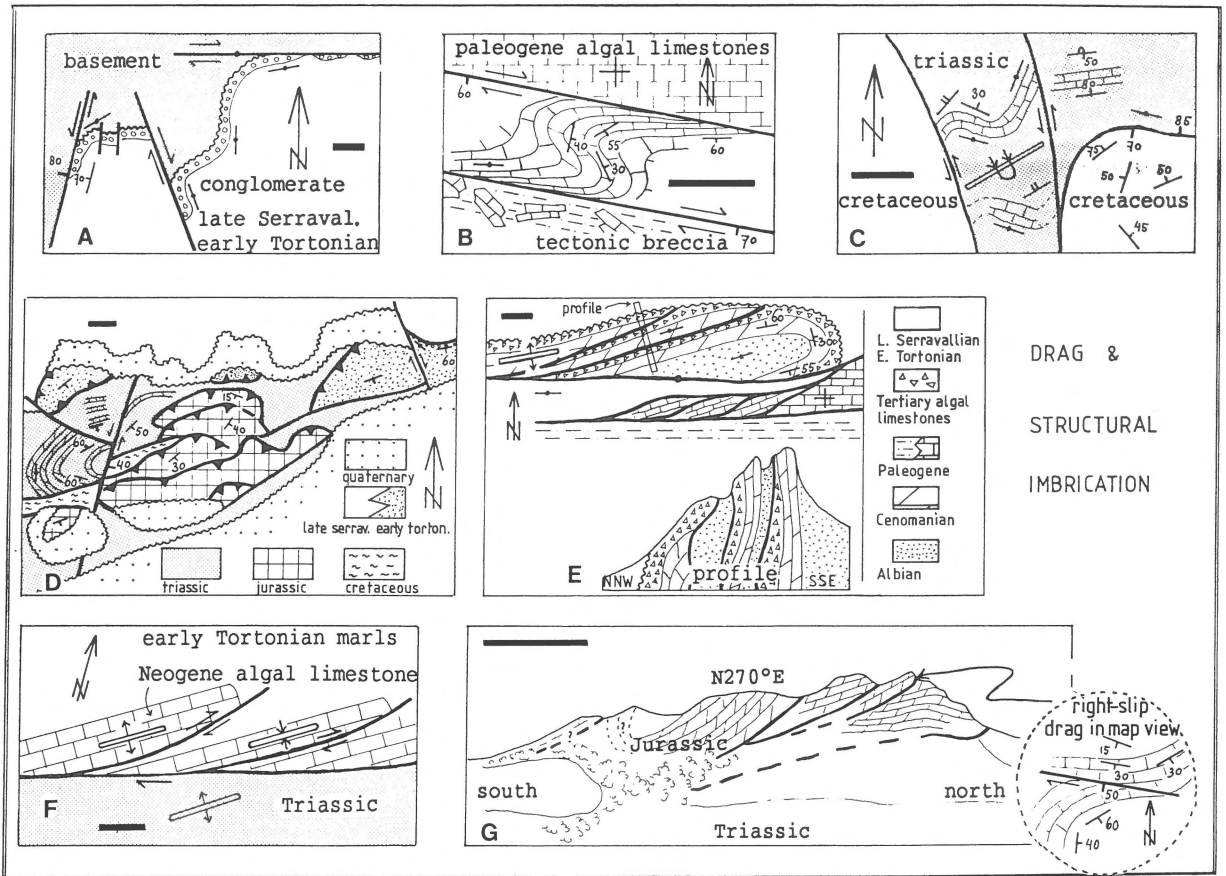 basement
N
80
70
conglomerate
late Serraval.
early Tortonian
A
paleogene algal limestones
N
60
40
55
30
60
B
tectonic breccia
70
triassic
50
80
30
N
85
75
70
50
50
cretaceous
cretaceous
45
C
60
15
50
40
60
40
30
60
N
quaternary
late serrav. early torton.
D
triassic
jurassic
cretaceous
profile
60
30
55
N
E
NNW
profile
SSE
L. Serravallian
E. Tortonian
Tertiary algal
limestones
Paleogene
Cenomanian
Albian
DRAG &
STRUCTURAL
IMBRICATION
early Tortonian marls
Neogene algal limestone
N
F
Triassic
N270°E
Jurassic
south
north
G
Triassic
right-slip
drag in map view.
15
30
30
50
60
40
N